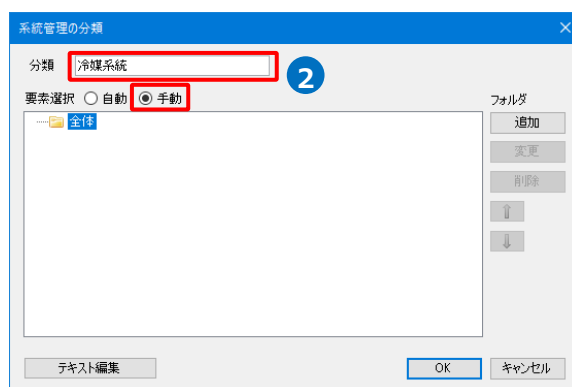 系統管理の分類
分類 冷媒系統
2
要素選択 自動 手動
フォルダ
全体
追加
変更
削除
テキスト編集
OK
キャンセル